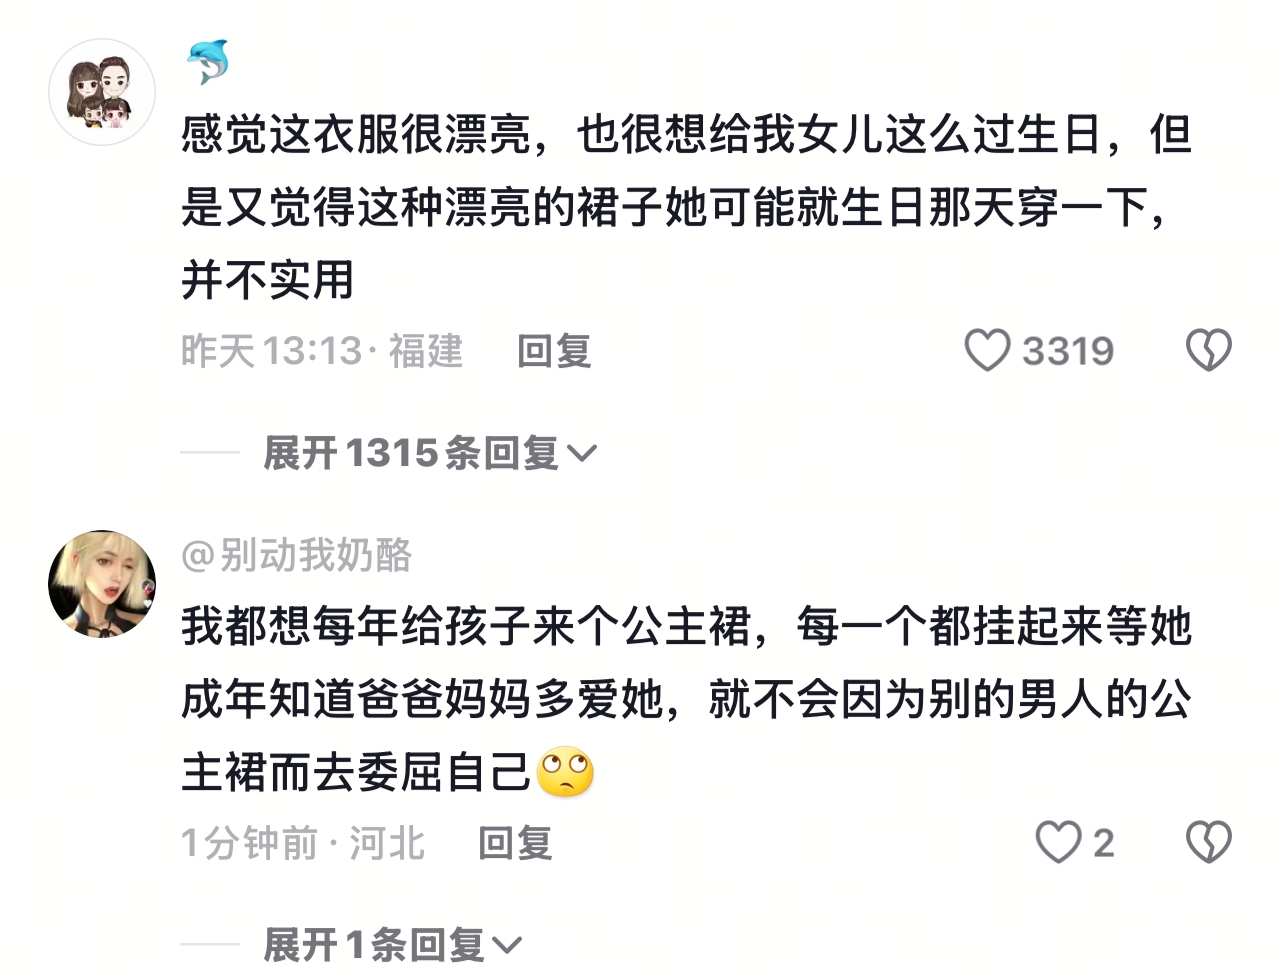 🐬
感觉这衣服很漂亮，也很想给我女儿这么过生日，但
是又觉得这种漂亮的裙子她可能就生日那天穿一下，
并不实用
昨天13:13·福建 回复 3319
展开1315条回复
@别动我奶酪
我都想每年给孩子来个公主裙，每一个都挂起来等她
成年知道爸爸妈妈多爱她，就不会因为别的男人的公
主裙而去委屈自己🙄
1分钟前·河北 回复 2
展开1条回复